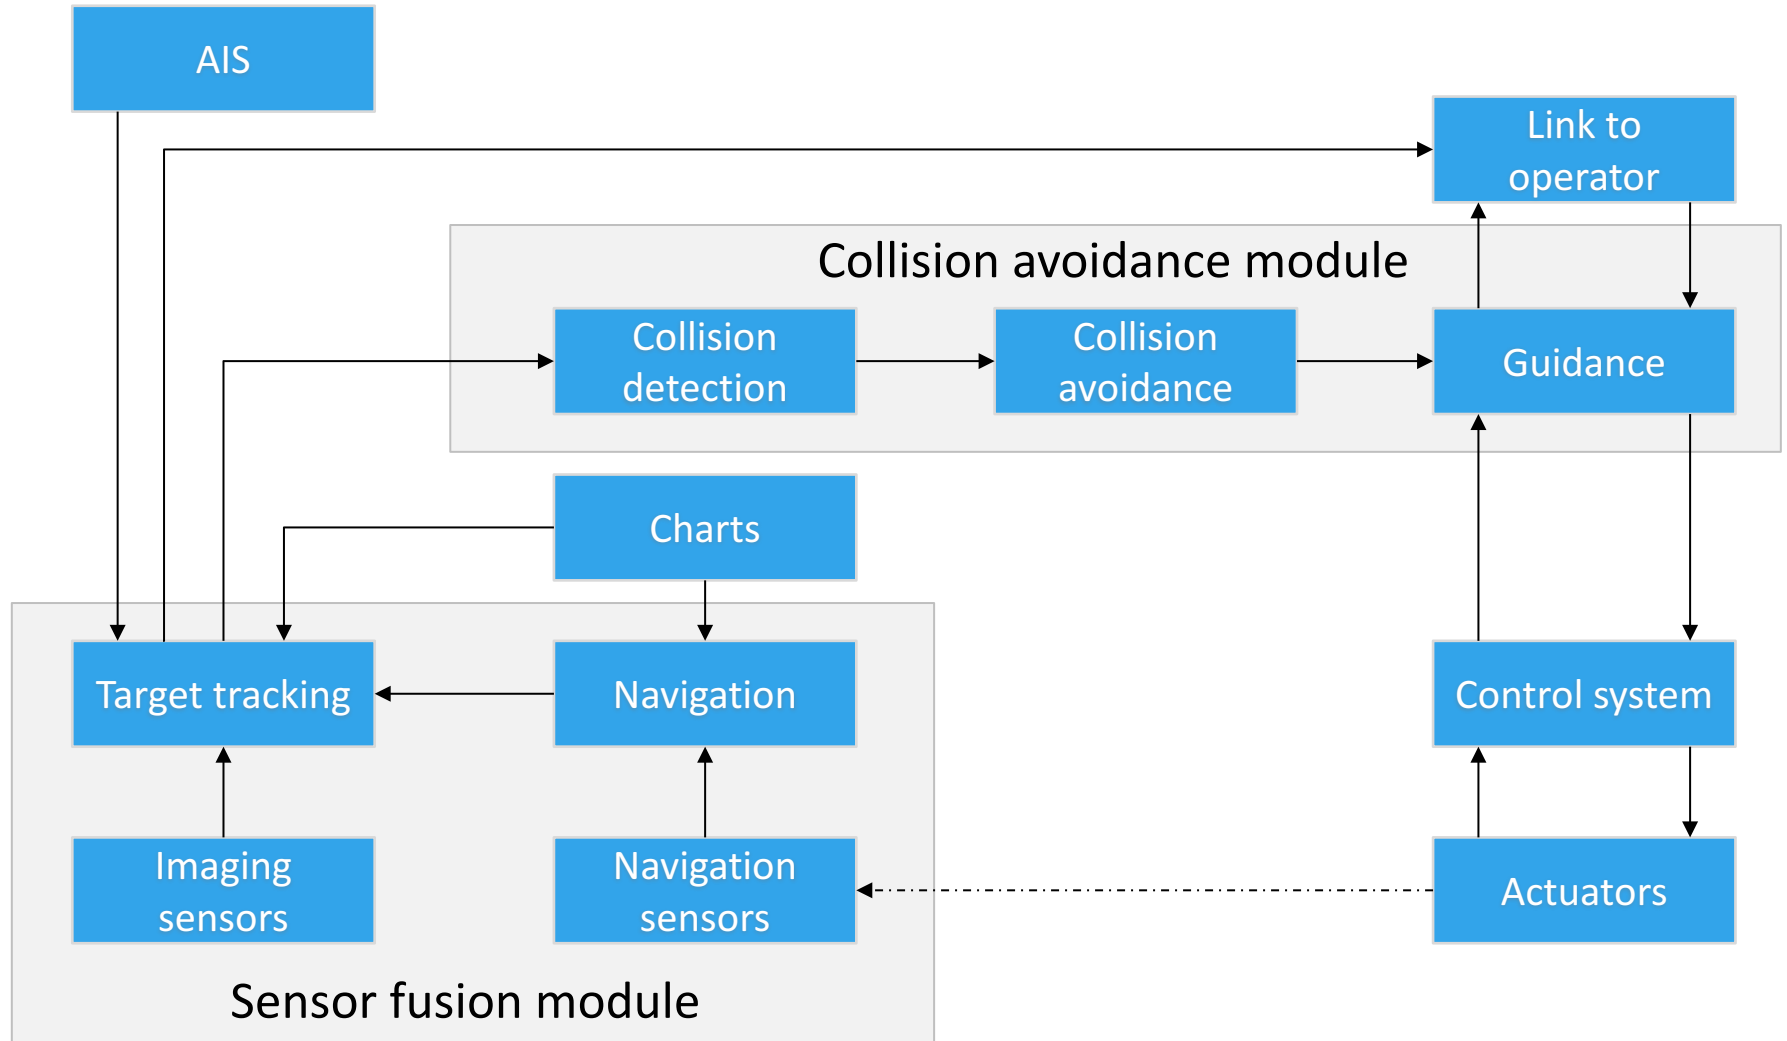 AIS
Link to
operator
Collision avoidance module
Collision
detection
Collision
avoidance
Guidance
Charts
Target tracking
Navigation
Control system
Imaging
sensors
Navigation
sensors
Actuators
Sensor fusion module